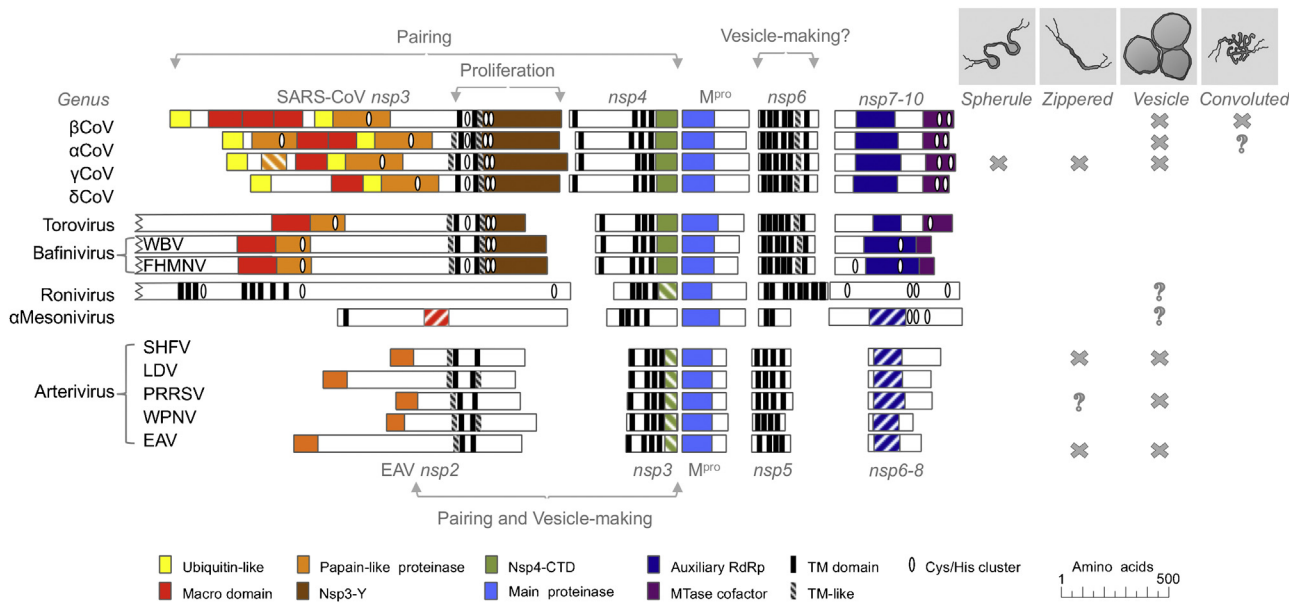 Pairing
Vesicle-making?
Proliferation
Genus
SARS-CoV nsp3
nsp4
Mpro
nsp6
nsp7-10
Spherule
Zippered
Vesicle
Convoluted
βCoV
αCoV
?
γCoV
δCoV
Torovirus
WBV
Bafinivirus
FHMNV
Ronivirus
?
αMesonivirus
?
SHFV
LDV
Arterivirus
PRRSV
?
WPNV
EAV
EAV nsp2
nsp3
Mpro
nsp5
nsp6-8
Pairing and Vesicle-making
Ubiquitin-like
Papain-like proteinase
Nsp4-CTD
Auxiliary RdRp
TM domain
Cys/His cluster
Macro domain
Nsp3-Y
Main proteinase
MTase cofactor
TM-like
Amino acids
1 500